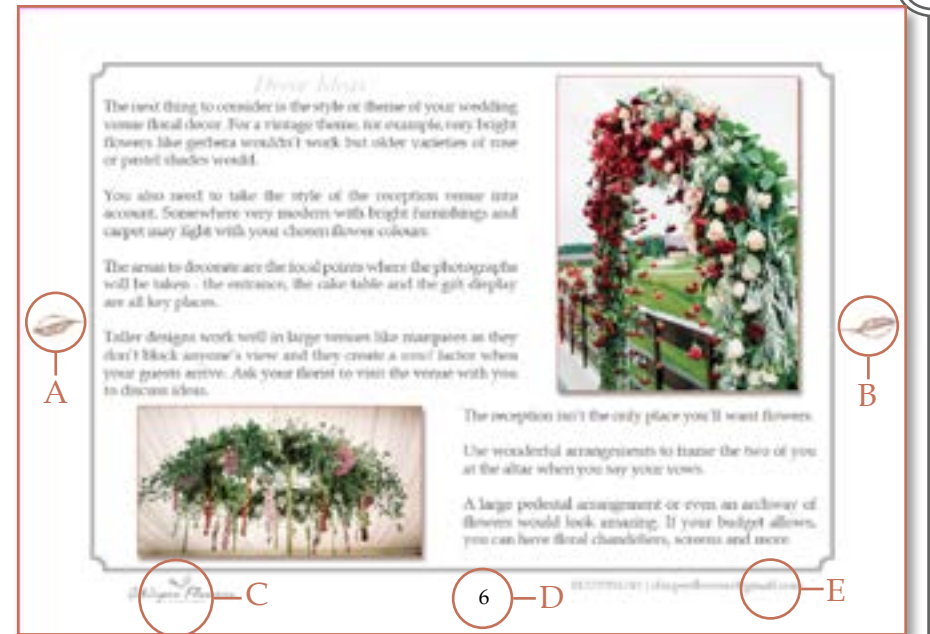 Decor Ideas
The next thing to consider is the style or theme of your wedding
venue floral decor. For a vintage theme, for example, very bright
flowers like gerbera wouldn't work but older varieties of rose
or pastel shades would.
You also need to take the style of the reception venue into
account. Somewhere very modern with bright furnishings and
carpet may fight with your chosen flower colours.
The areas to decorate are the focal points where the photographs
will be taken - the entrance, the cake table and the gift display
are all key places.
Taller designs work well in large venues like marquees as they
don't block anyone's view and they create a wow! factor when
your guests arrive. Ask your florist to visit the venue with you
to discuss ideas.
A
B
The reception isn't the only place you'll want flowers.
Use wonderful arrangements to frame the two of you
at the altar when you say your vows.
A large pedestal arrangement or even an archway of
flowers would look amazing. If your budget allows,
you can have floral chandeliers, screens and more
Flowers
C
6
D
E